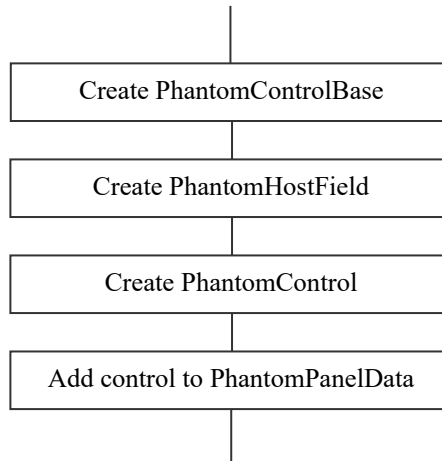 Create PhantomControlBase
Create PhantomHostField
Create PhantomControl
Add control to PhantomPanelData